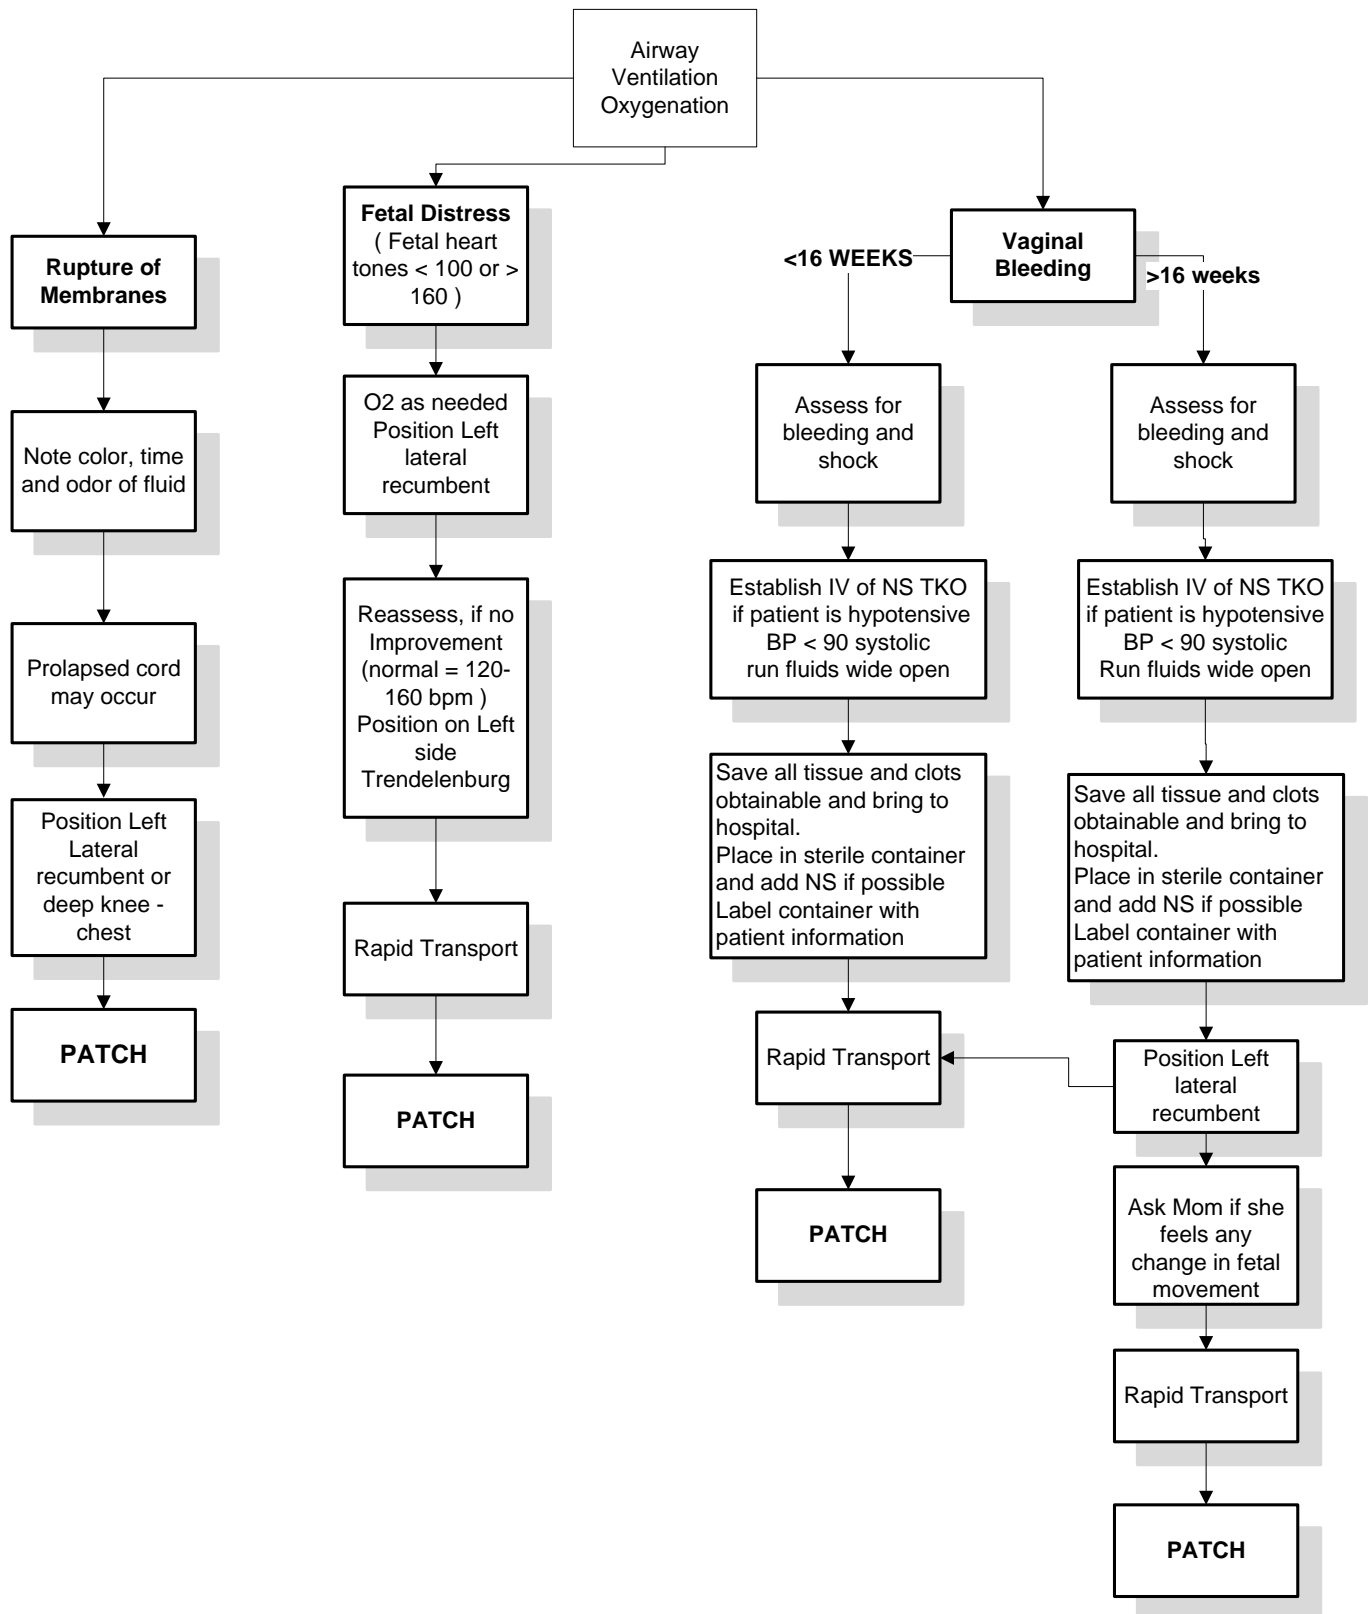 Airway
Ventilation
Oxygenation
Rupture of
Membranes
Note color, time
and odor of fluid
Prolapsed cord
may occur
Position Left
Lateral
recumbent or
deep knee -
chest
PATCH
Fetal Distress
( Fetal heart
tones < 100 or >
160 )
O2 as needed
Position Left
lateral
recumbent
Reassess, if no
Improvement
(normal = 120-
160 bpm )
Position on Left
side
Trendelenburg
Rapid Transport
PATCH
Vaginal
Bleeding
<16 WEEKS
Assess for
bleeding and
shock
Establish IV of NS TKO
if patient is hypotensive
BP < 90 systolic
run fluids wide open
Save all tissue and clots
obtainable and bring to
hospital.
Place in sterile container
and add NS if possible
Label container with
patient information
Rapid Transport
PATCH
>16 weeks
Assess for
bleeding and
shock
Establish IV of NS TKO
if patient is hypotensive
BP < 90 systolic
Run fluids wide open
Save all tissue and clots
obtainable and bring to
hospital.
Place in sterile container
and add NS if possible
Label container with
patient information
Position Left
lateral
recumbent
Ask Mom if she
feels any
change in fetal
movement
Rapid Transport
PATCH